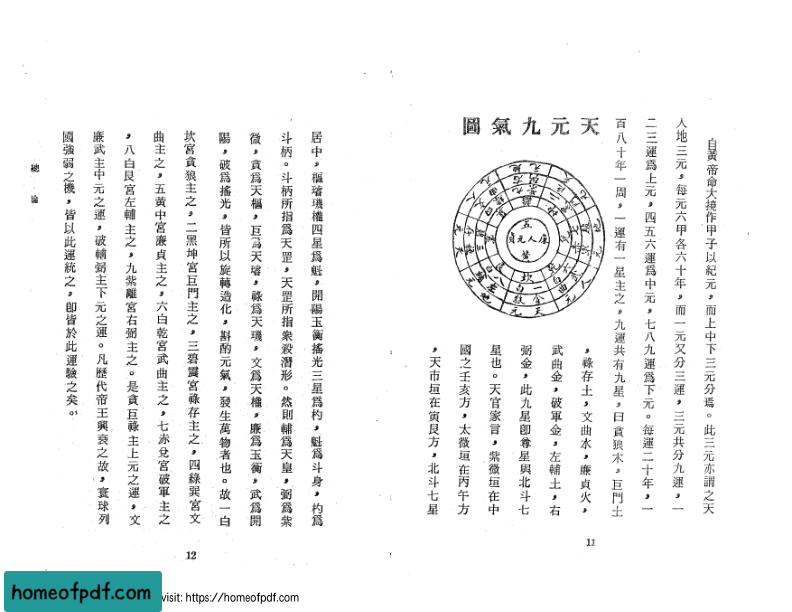 自黃帝命大撓作甲子以紀元，而上中下三元分焉。此三元亦謂之天
人地三元，每元六甲各六十年，而一元又分三運，三元共分九運，一
二三運爲上元，四五六運爲中元，七八九運爲下元。每運二十年，一
百八十年一周，一運有一星主之，九運共有九星，曰貪狼木，巨門土
天元九氣圖
，祿存土，文曲水，廉貞火，
武曲金，破軍金，左輔土，右
弼金，此九星卽尊星與北斗七
星也。天官家言，紫微垣在中
國之壬亥方，太微垣在丙午方
，天市垣在寅艮方，北斗七星
11
居中，樞璿璣權四星爲魁，開陽玉衡搖光三星爲杓，魁爲斗身，杓爲
斗柄。斗柄所指爲天罡，天罡所指衆殺潛形。然則輔爲天皇，弼爲紫
微，貪爲天樞，巨爲天璿，祿爲天璣，文爲天權，廉爲玉衡，武爲開
陽，破爲搖光，皆所以旋轉造化，斟酌元氣，發生萬物者也。故一白
坎宮貪狼主之，二黑坤宮巨門主之，三碧震宮祿存主之，四綠巽宮文
曲主之，五黃中宮廉貞主之，六白乾宮武曲主之，七赤兌宮破軍主之
，八白艮宮左輔主之，九紫離宮右弼主之。是貪巨祿主上元之運，文
廉武主中元之運，破輔弼主下元之運。凡歷代帝王興衰之故，寰球列
國強弱之機，皆以此運統之，卽皆於此運驗之矣。
總論
12
homeofpdf.com
visit: https://homeofpdf.com